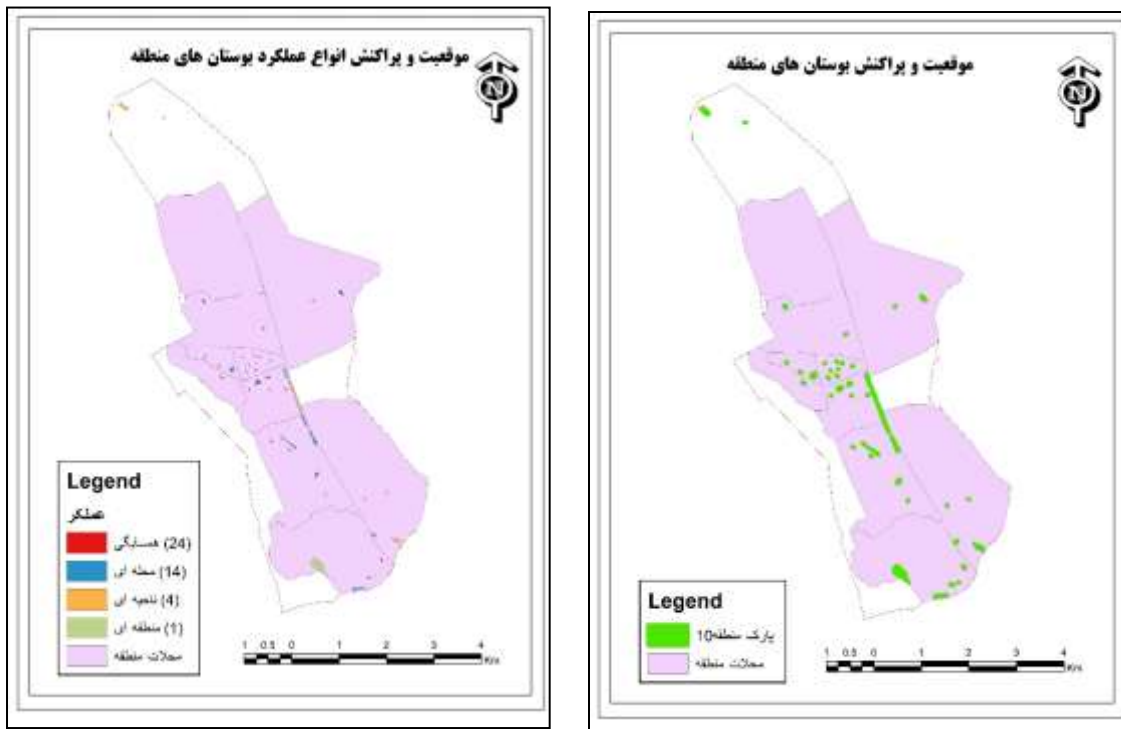 موقعیت و پراکنش انواع عملکرد بوستان های منطقه
N
Legend
عملکر
همسایگی (24)
محله ای (14)
ناحیه ای (4)
منطقه ای (1)
محلات منطقه
1 0.5 0 1 2 3 4
Km
موقعیت و پراکنش بوستان های منطقه
N
Legend
پارک منطقه10
محلات منطقه
1 0.5 0 1 2 3 4
Km